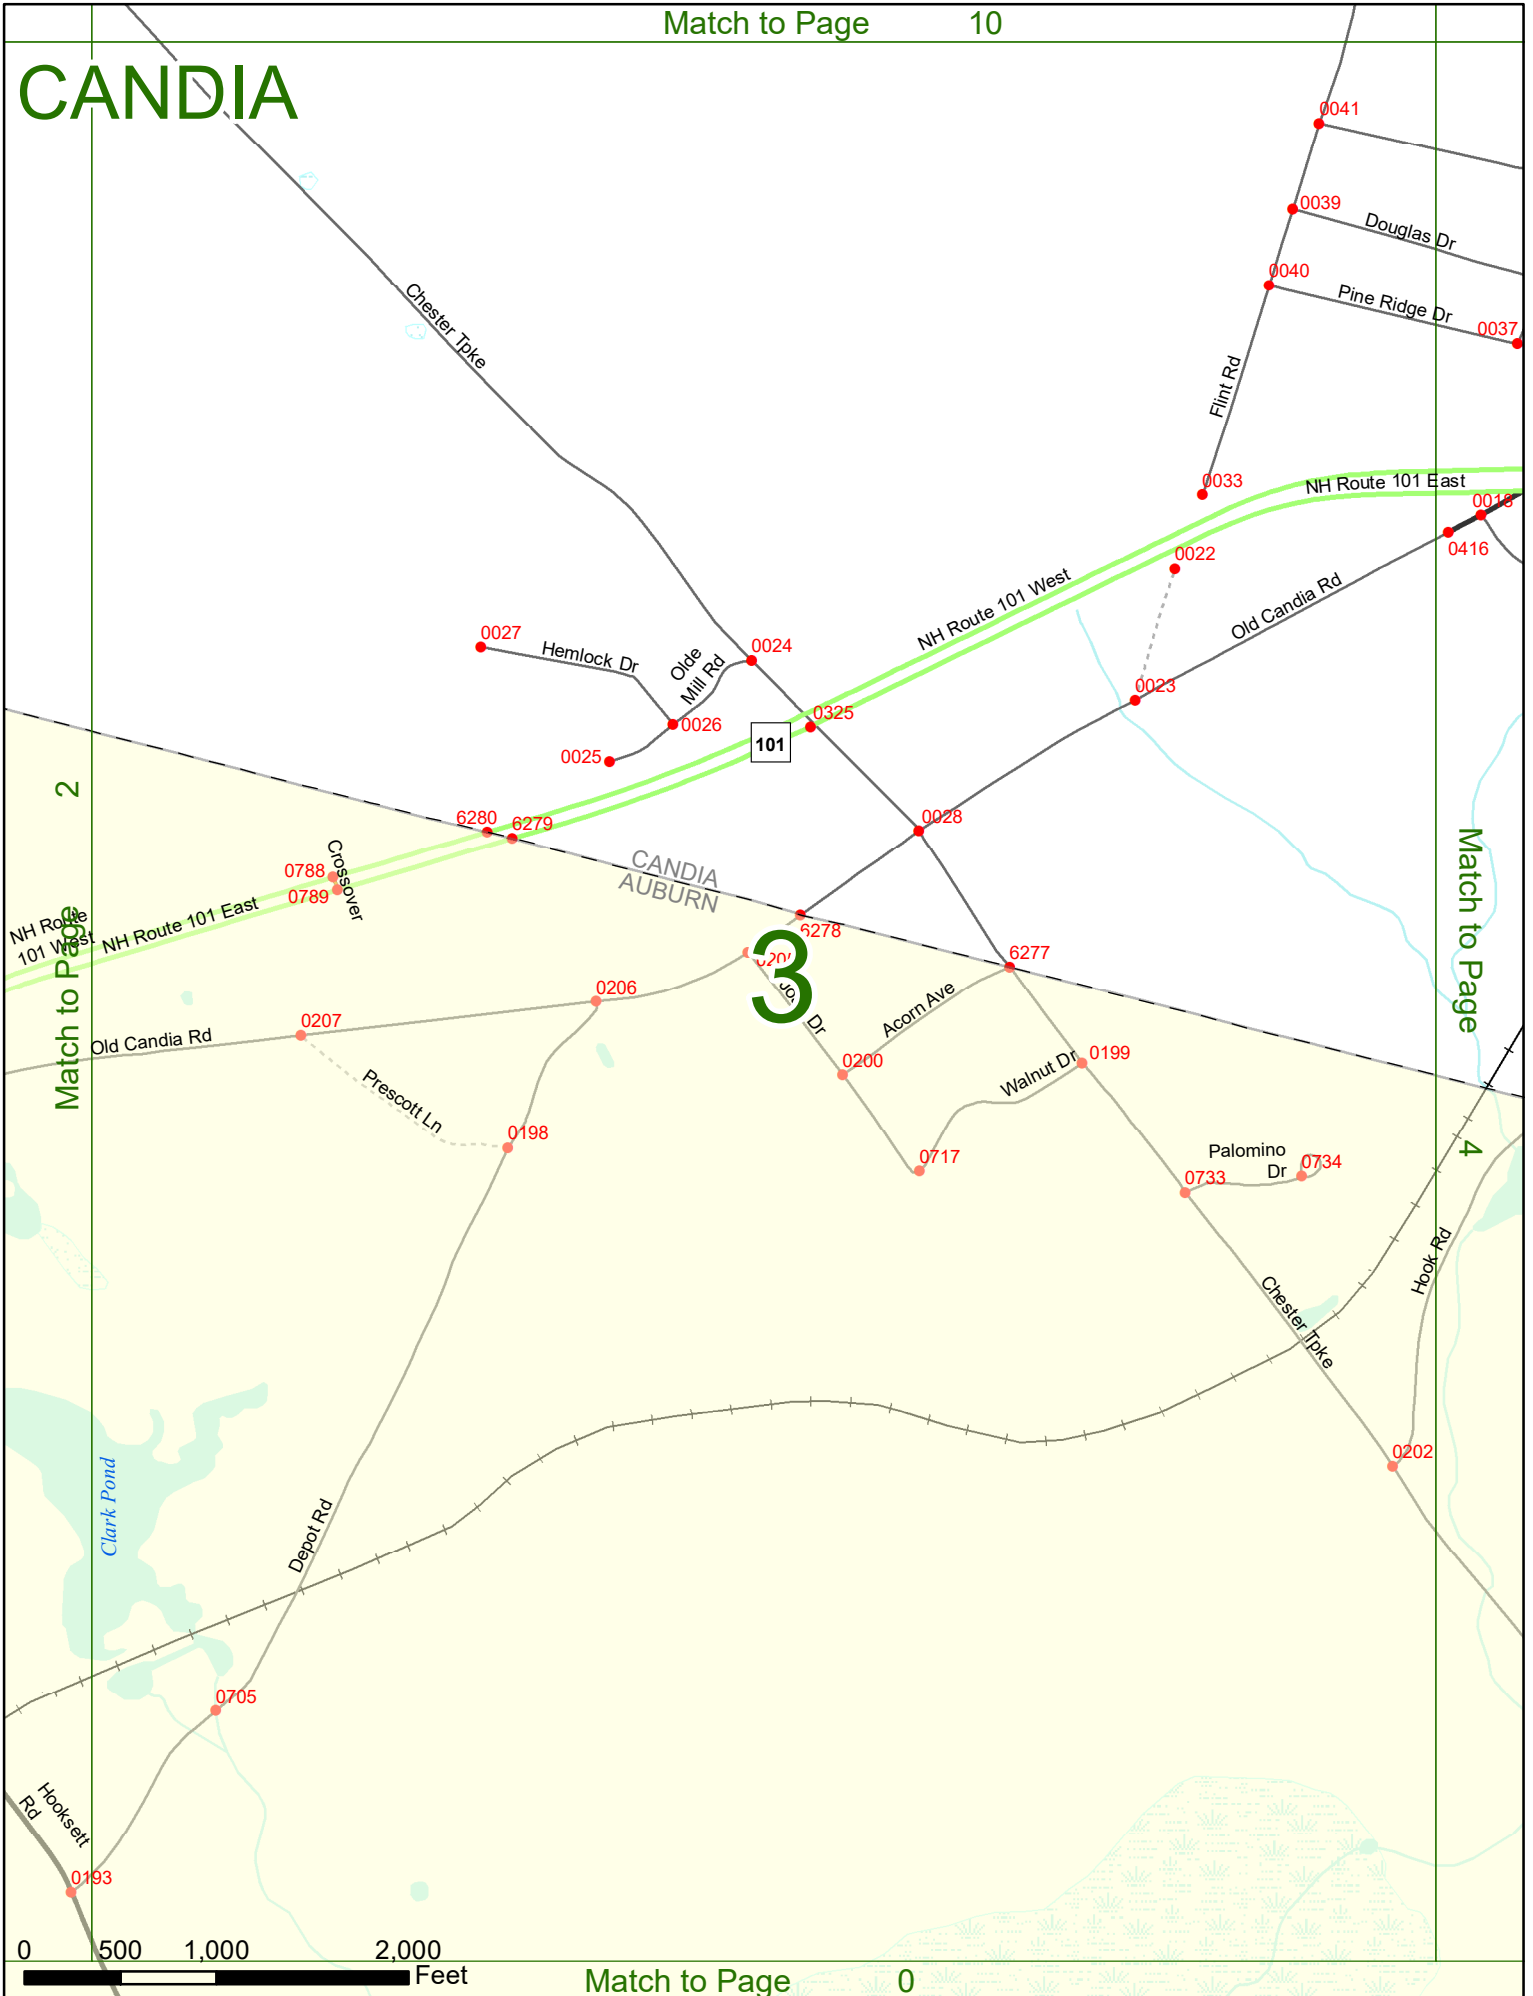 Match to Page 10
CANDIA
0041
0039
Douglas Dr
0040
Pine Ridge Dr
0037
Chester Tpke
Flint Rd
0033
NH Route 101 East
0018
0416
0022
NH Route 101 West
Old Candia Rd
0027
Hemlock Dr
Olde
Mill Rd
0024
0023
0026
0325
101
0025
2
6280
6279
0028
Crossover
0788
0789
CANDIA
AUBURN
NH Route
101 West
NH Route 101 East
Match to Page
6278
3
Dr
6277
Match to Page
4
0206
0207
Old Candia Rd
Acorn Ave
0200
Walnut Dr
0199
Prescott Ln
0198
0717
Palomino
Dr
0734
0733
Hook Rd
Chester Tpke
0202
Clark Pond
Depot Rd
0705
Hooksett
Rd
0193
0 500 1,000 2,000
Feet
Match to Page 0